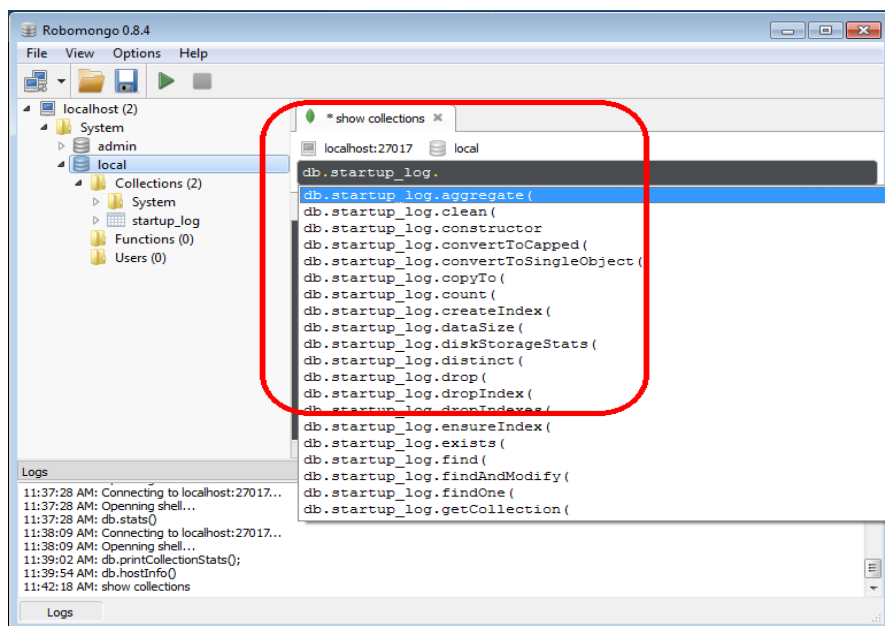 Robomongo 0.8.4
File View Options Help
localhost (2)
System
admin
local
Collections (2)
System
startup_log
Functions (0)
Users (0)
* show collections
localhost:27017 local
db.startup_log.
db.startup_log.aggregate(
db.startup_log.clean(
db.startup_log.constructor
db.startup_log.convertToCapped(
db.startup_log.convertToSingleObject(
db.startup_log.copyTo(
db.startup_log.count(
db.startup_log.createIndex(
db.startup_log.dataSize(
db.startup_log.diskStorageStats(
db.startup_log.distinct(
db.startup_log.drop(
db.startup_log.dropIndex(
db.startup_log.dropIndexes(
db.startup_log.ensureIndex(
db.startup_log.exists(
db.startup_log.find(
db.startup_log.findAndModify(
db.startup_log.findOne(
db.startup_log.getCollection(
Logs
11:37:28 AM: Connecting to localhost:27017...
11:37:28 AM: Openning shell...
11:37:28 AM: db.stats()
11:38:09 AM: Connecting to localhost:27017...
11:38:09 AM: Openning shell...
11:39:02 AM: db.printCollectionStats();
11:39:54 AM: db.hostInfo()
11:42:18 AM: show collections
Logs